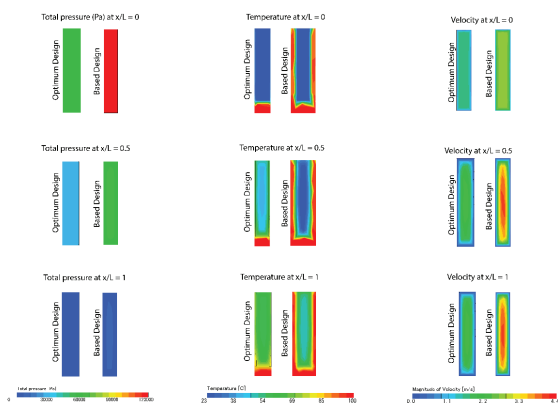 Total pressure (Pa) at x/L = 0
Temperature at x/L = 0
Velocity at x/L = 0
Optimum Design
Based Design
Optimum Design
Based Design
Optimum Design
Based Design
Total pressure at x/L = 0.5
Temperature at x/L = 0.5
Velocity at x/L = 0.5
Optimum Design
Based Design
Optimum Design
Based Design
Optimum Design
Based Design
Total pressure at x/L = 1
Temperature at x/L = 1
Velocity at x/L = 1
Optimum Design
Based Design
Optimum Design
Based Design
Optimum Design
Based Design
Total pressure [Pa]
Temperature [C]
Magnitude of Velocity [m/s]
0 30000 60000 90000 120000
23 38 54 69 85 100
0.0 1.1 2.2 3.3